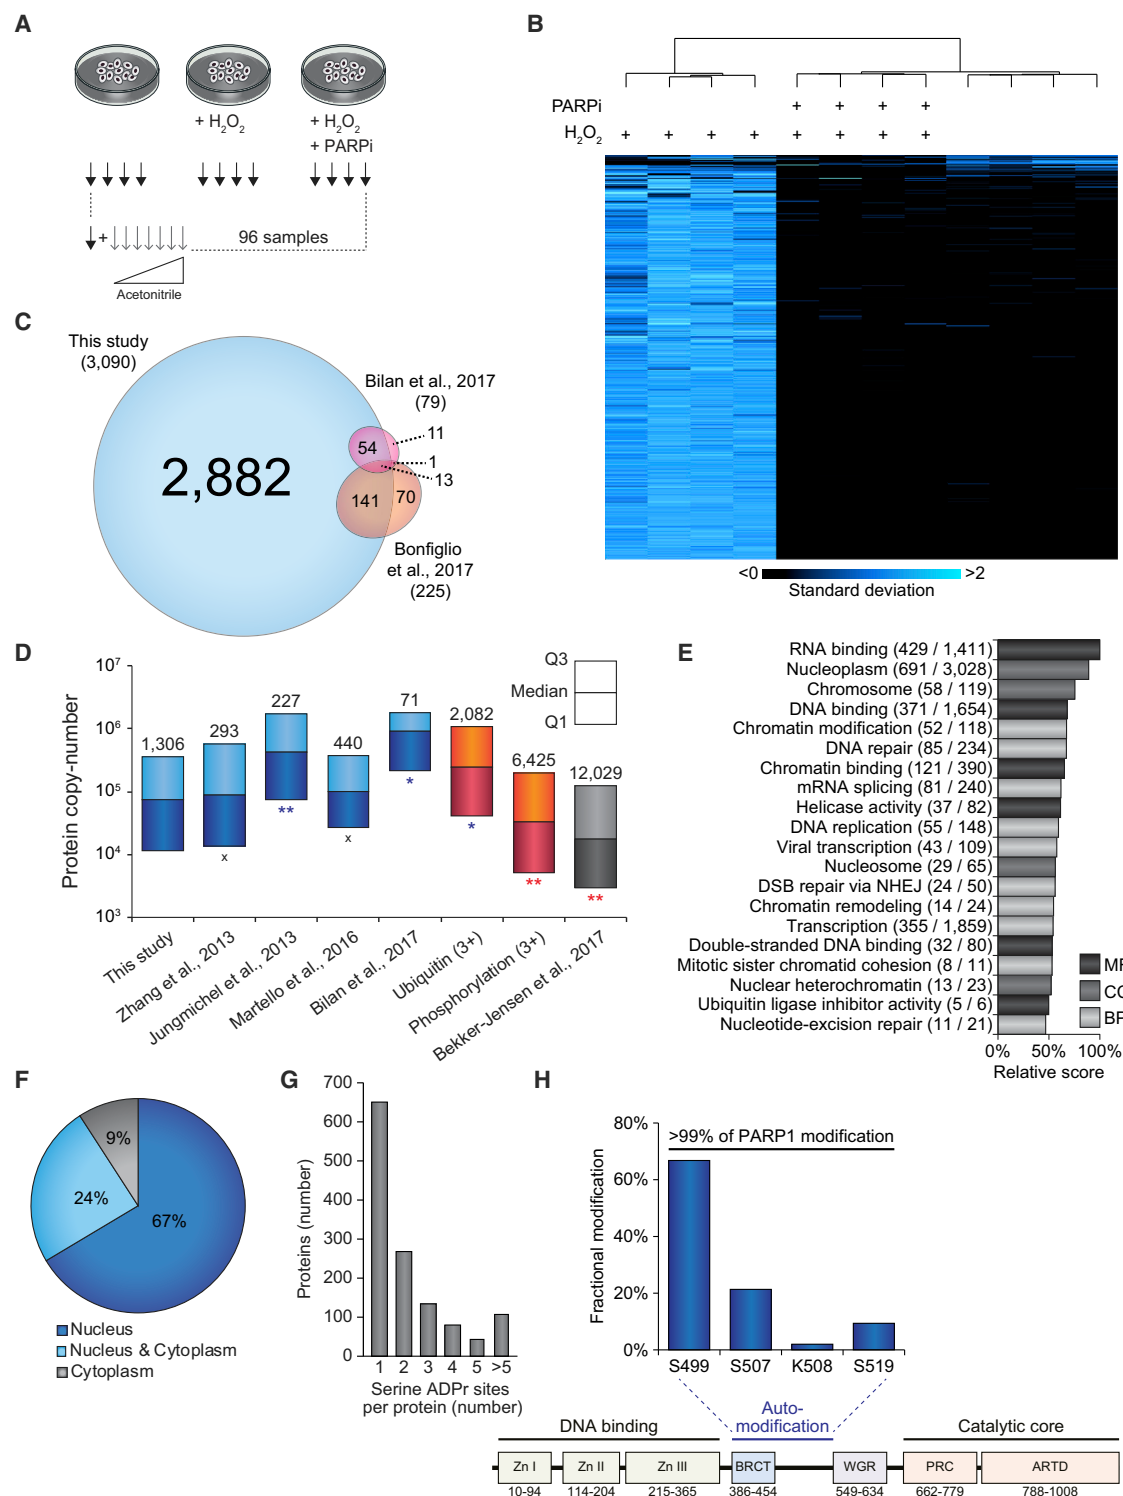 A
+ H2O2
+ H2O2
+ PARPi
+
96 samples
Acetonitrile
B
PARPi + + + +
H2O2 + + + + + + + +
<0 >2
Standard deviation
C
This study
(3,090)
Bilan et al., 2017
(79)
2,882
54
11
1
13
141
70
Bonfiglio
et al., 2017
(225)
D
Protein copy-number
10^7
10^6
10^5
10^4
10^3
1,306
293
227
440
71
2,082
6,425
12,029
x
**
x
*
*
**
**
Q3
Median
Q1
This study
Zhang et al., 2013
Jungmichel et al., 2013
Martello et al., 2016
Bilan et al., 2017
Ubiquitin (3+)
Phosphorylation (3+)
Bekker-Jensen et al., 2017
E
RNA binding (429 / 1,411)
Nucleoplasm (691 / 3,028)
Chromosome (58 / 119)
DNA binding (371 / 1,654)
Chromatin modification (52 / 118)
DNA repair (85 / 234)
Chromatin binding (121 / 390)
mRNA splicing (81 / 240)
Helicase activity (37 / 82)
DNA replication (55 / 148)
Viral transcription (43 / 109)
Nucleosome (29 / 65)
DSB repair via NHEJ (24 / 50)
Chromatin remodeling (14 / 24)
Transcription (355 / 1,859)
Double-stranded DNA binding (32 / 80)
Mitotic sister chromatid cohesion (8 / 11)
Nuclear heterochromatin (13 / 23)
Ubiquitin ligase inhibitor activity (5 / 6)
Nucleotide-excision repair (11 / 21)
0% 50% 100%
Relative score
F
9%
24%
67%
Nucleus
Nucleus & Cytoplasm
Cytoplasm
G
Proteins (number)
700
600
500
400
300
200
100
0
1 2 3 4 5 >5
Serine ADPr sites
per protein (number)
H
Fractional modification
80%
60%
40%
20%
0%
>99% of PARP1 modification
S499 S507 K508 S519
DNA binding
Auto-
modification
Catalytic core
Zn I Zn II Zn III BRCT WGR PRC ARTD
10-94 114-204 215-365 386-454 549-634 662-779 788-1008